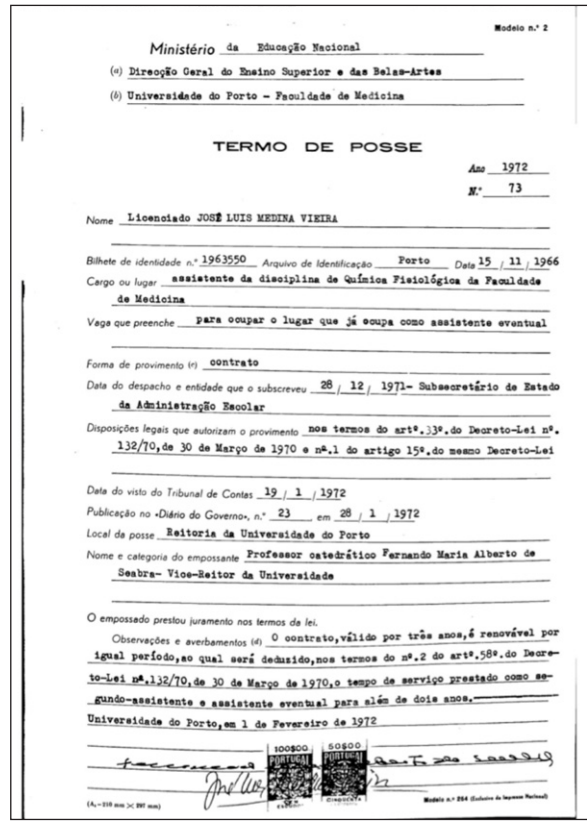 Modelo n.º 2
Ministério da Educação Nacional
(a) Direcção Geral do Ensino Superior e das Belas-Artes
(b) Universidade do Porto - Faculdade de Medicina
TERMO DE POSSE
Ano 1972
N.º 73
Nome Licenciado JOSÉ LUIS MEDINA VIEIRA
Bilhete de identidade n.º 1963550 Arquivo de Identificação Porto Data 15 / 11 / 1966
Cargo ou lugar assistente da disciplina de Química Fisiológica da Faculdade
de Medicina
Vaga que preenche para ocupar o lugar que já ocupa como assistente eventual
Forma de provimento (c) contrato
Data do despacho e entidade que o subscreveu 28 / 12 / 1971- Subsecretário de Estado
da Administração Escolar
Disposições legais que autorizam o provimento nos termos do artº.33º.do Decreto-Lei nº.
132/70,de 30 de Março de 1970 e nº.1 do artigo 15º.do mesmo Decreto-Lei
Data do visto do Tribunal de Contas 19 / 1 / 1972
Publicação no «Diário do Governo», n.º 23 em 28 / 1 / 1972
Local da posse Reitoria da Universidade do Porto
Nome e categoria do empossante Professor catedrático Fernando Maria Alberto de
Seabra- Vice-Reitor da Universidade
O empossado prestou juramento nos termos da lei.
Observações e averbamentos (d) O contrato,válido por três anos,é renovável por
igual período,ao qual será deduzido,nos termos do nº.2 do artº.58º.do Decre-
to-Lei nº.132/70,de 30 de Março de 1970,o tempo de serviço prestado como se-
gundo-assistente e assistente eventual para além de dois anos.
Universidade do Porto,em 1 de Fevereiro de 1972
100$00 50$00
PORTUGAL PORTUGAL
(A4 - 210 mm × 297 mm)
Modelo n.º 264 (Exclusivo da Imprensa Nacional)